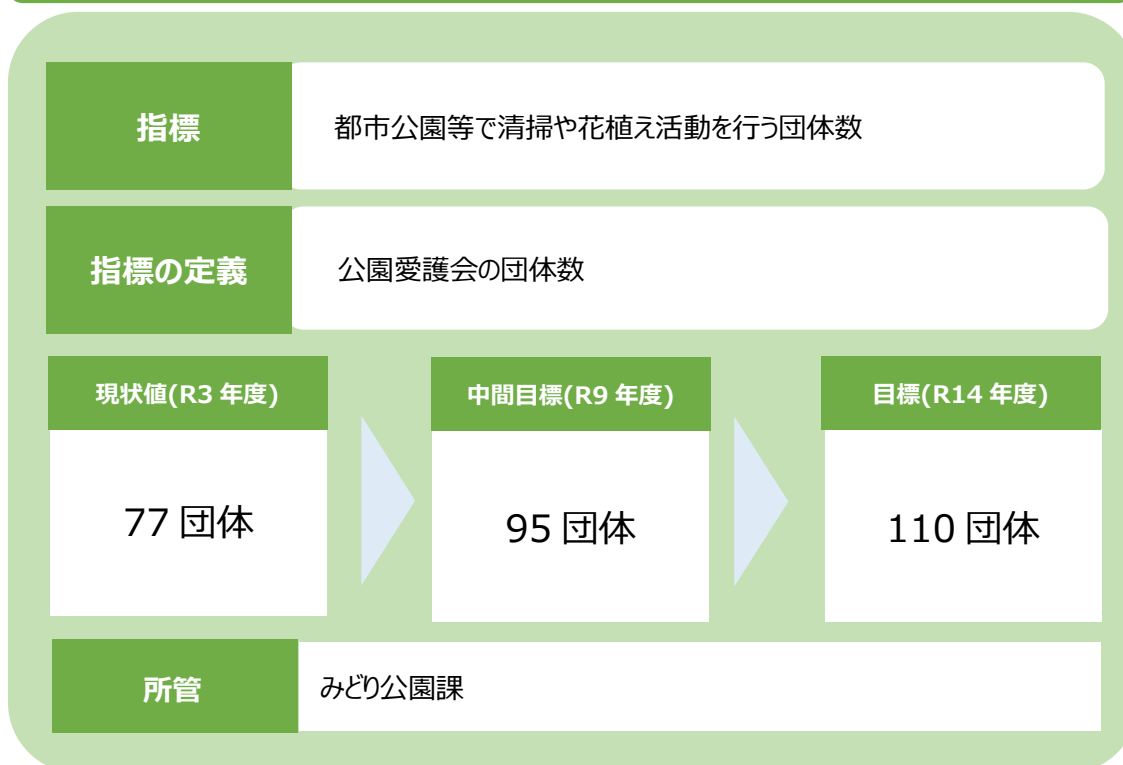 指標
都市公園等で清掃や花植え活動を行う団体数
指標の定義
公園愛護会の団体数
現状値(R3 年度)
中間目標(R9 年度)
目標(R14 年度)
77 団体
95 団体
110 団体
所管
みどり公園課